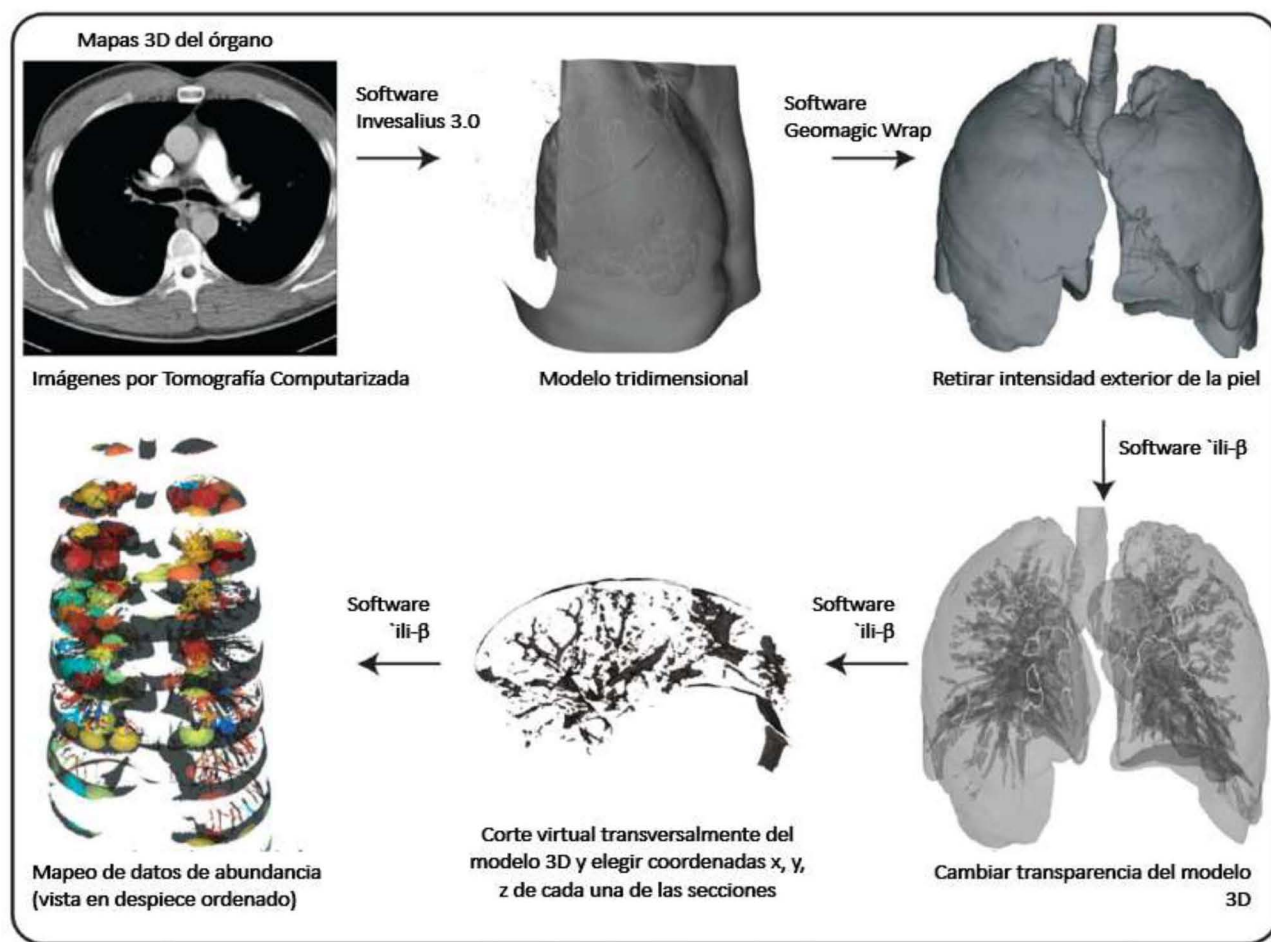 Mapas 3D del órgano
Software
Invesalius 3.0
Software
Geomagic Wrap
Imágenes por Tomografía Computarizada
Modelo tridimensional
Retirar intensidad exterior de la piel
Software `ili-β
Software
`ili-β
Software
`ili-β
Cambiar transparencia del modelo
3D
Corte virtual transversalmente del
modelo 3D y elegir coordenadas x, y,
z de cada una de las secciones
Mapeo de datos de abundancia
(vista en despiece ordenado)